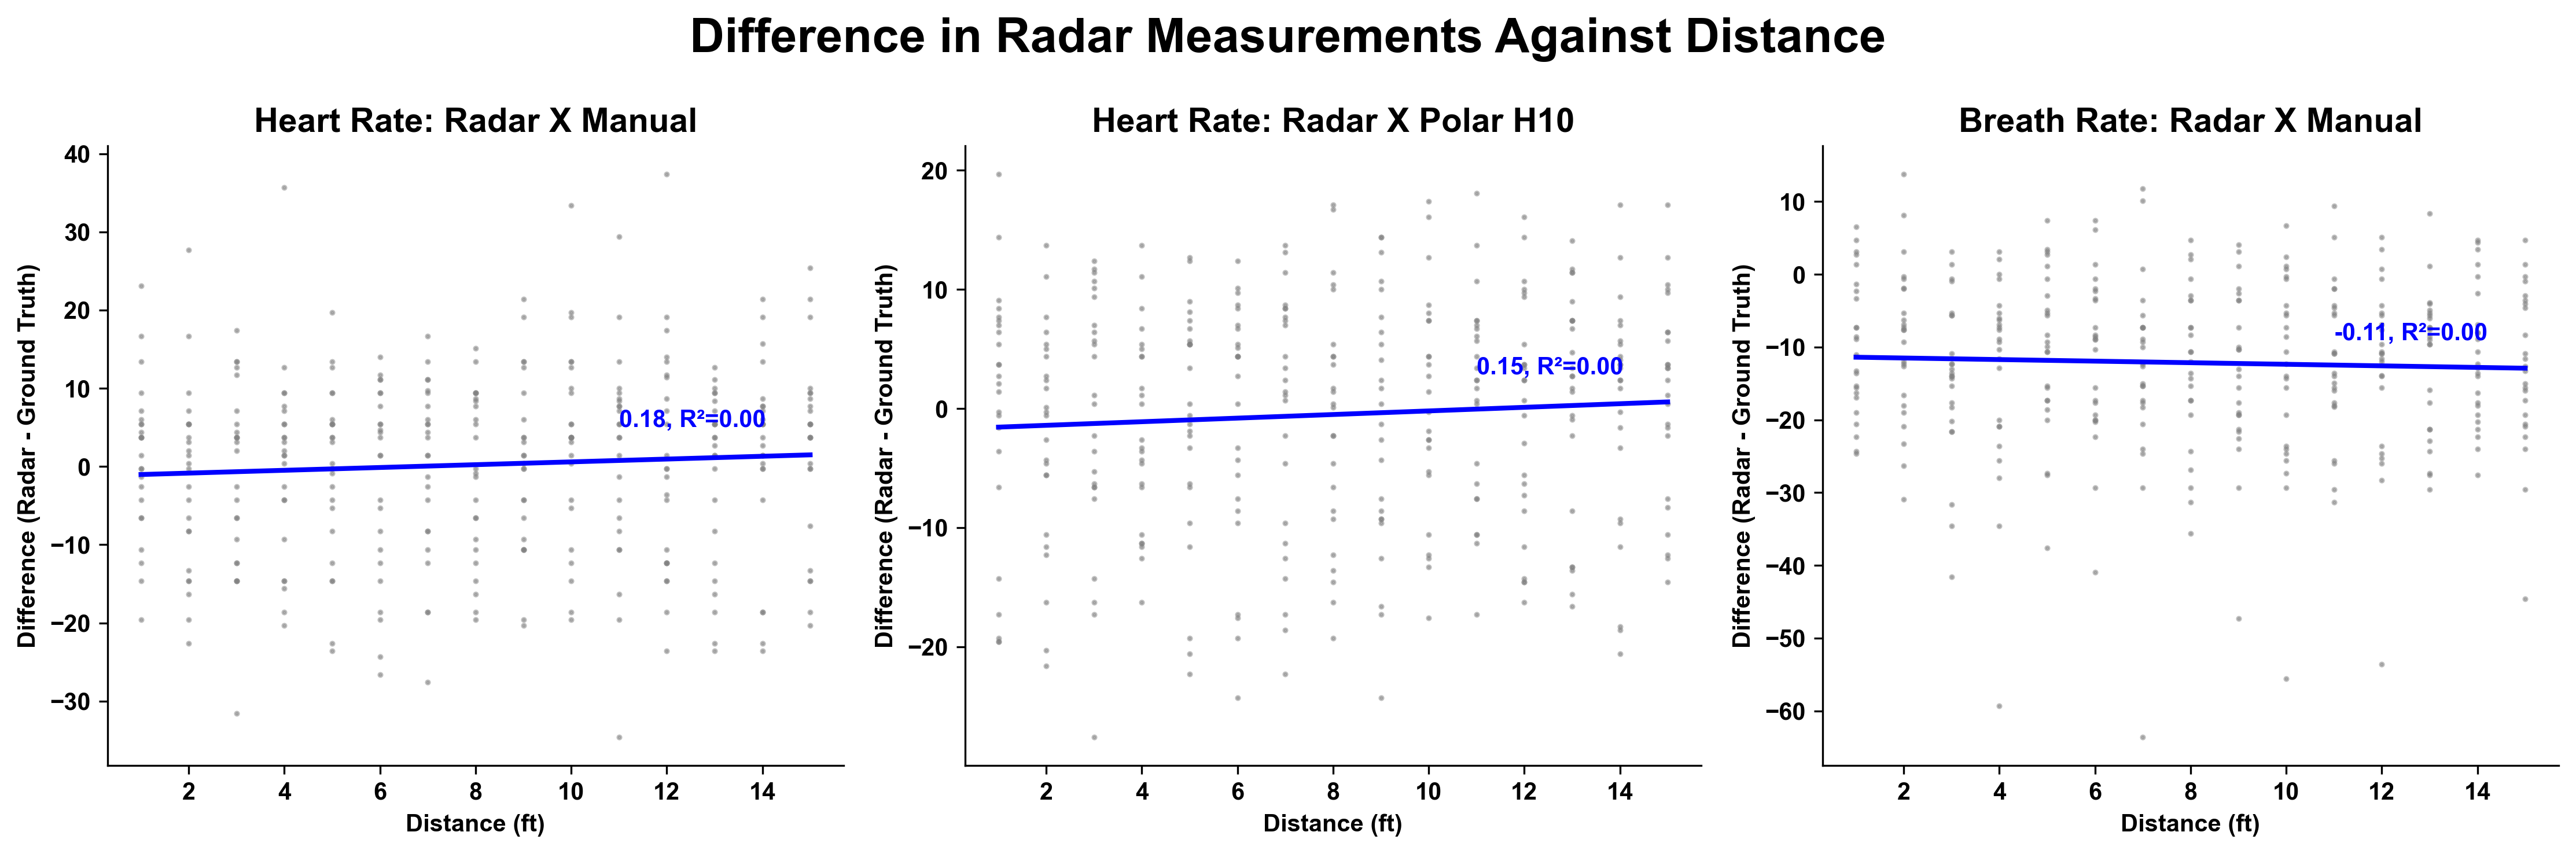 Difference in Radar Measurements Against Distance
Heart Rate: Radar X Manual
Difference (Radar - Ground Truth)
40
30
20
10
0
−10
−20
−30
0.18, R²=0.00
2 4 6 8 10 12 14
Distance (ft)
Heart Rate: Radar X Polar H10
Difference (Radar - Ground Truth)
20
10
0
−10
−20
0.15, R²=0.00
2 4 6 8 10 12 14
Distance (ft)
Breath Rate: Radar X Manual
Difference (Radar - Ground Truth)
10
0
−10
−20
−30
−40
−50
−60
-0.11, R²=0.00
2 4 6 8 10 12 14
Distance (ft)